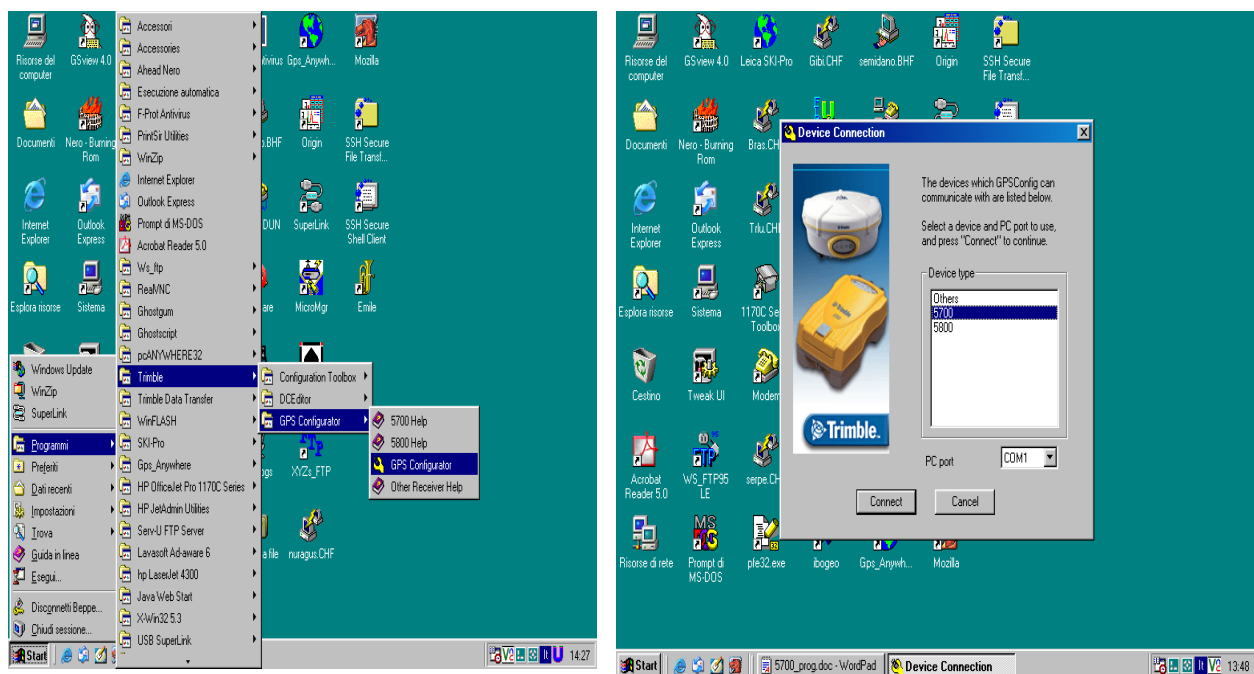 Risorse del
computer
GSview 4.0
Gps_Anywh...
Mozilla
Documenti
Nero - Burning
Rom
Origin
SSH Secure
File Transf...
Internet
Explorer
Outlook
Express
DUN
SuperLink
SSH Secure
Shell Client
Esplora risorse
Sistema
MicroMgr
Emile
XYZs_FTP
nuragus.CHF
Accessori
Accessories
Ahead Nero
Esecuzione automatica
F-Prot Antivirus
PrintSir Utilities
WinZip
Internet Explorer
Outlook Express
Prompt di MS-DOS
Acrobat Reader 5.0
Ws_ftp
RealVNC
Ghostgum
Ghostscript
pcANYWHERE32
Trimble
Trimble Data Transfer
WinFLASH
SKI-Pro
Gps_Anywhere
HP OfficeJet Pro 1170C Series
HP JetAdmin Utilities
Serv-U FTP Server
Lavasoft Ad-aware 6
hp LaserJet 4300
Java Web Start
X-Win32 5.3
USB SuperLink
Configuration Toolbox
DCEditor
GPS Configurator
5700 Help
5800 Help
GPS Configurator
Other Receiver Help
Windows Update
WinZip
SuperLink
Programmi
Preferiti
Dati recenti
Impostazioni
Trova
Guida in linea
Esegui...
Disconnetti Beppe...
Chiudi sessione...
Start
It
14:27
Risorse del
computer
GSview 4.0
Leica SKI-Pro
Gibi.CHF
semidano.BHF
Origin
SSH Secure
File Transf...
Documenti
Nero - Burning
Rom
Bras.CH
Internet
Explorer
Outlook
Express
Trilu.CH
Esplora risorse
Sistema
1170C Se
Toolbo
Cestino
Tweak UI
Modem
Acrobat
Reader 5.0
WS_FTP95
LE
serpe.CH
Risorse di rete
Prompt di
MS-DOS
pfe32.exe
ibogeo
Gps_Anywh...
Mozilla
Device Connection
The devices which GPSConfig can
communicate with are listed below.
Select a device and PC port to use,
and press "Connect" to continue.
Device type
Others
5700
5800
Trimble.
PC port
COM1
Connect
Cancel
Start
5700_prog.doc - WordPad
Device Connection
It
13:48